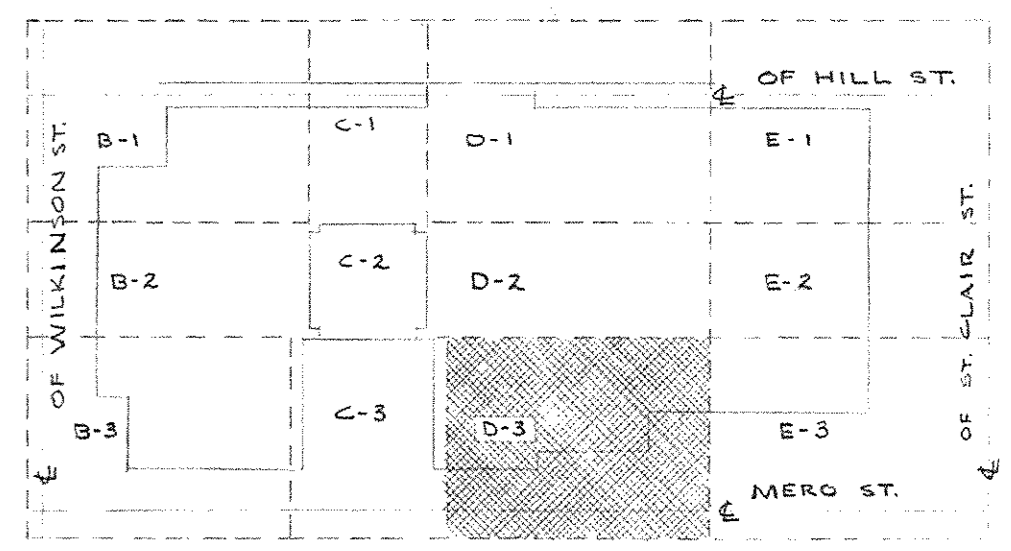 ℄ OF HILL ST.
B-1
C-1
D-1
E-1
℄ OF WILKINSON ST.
B-2
C-2
D-2
E-2
℄ OF ST. CLAIR ST.
B-3
C-3
D-3
E-3
℄ MERO ST.